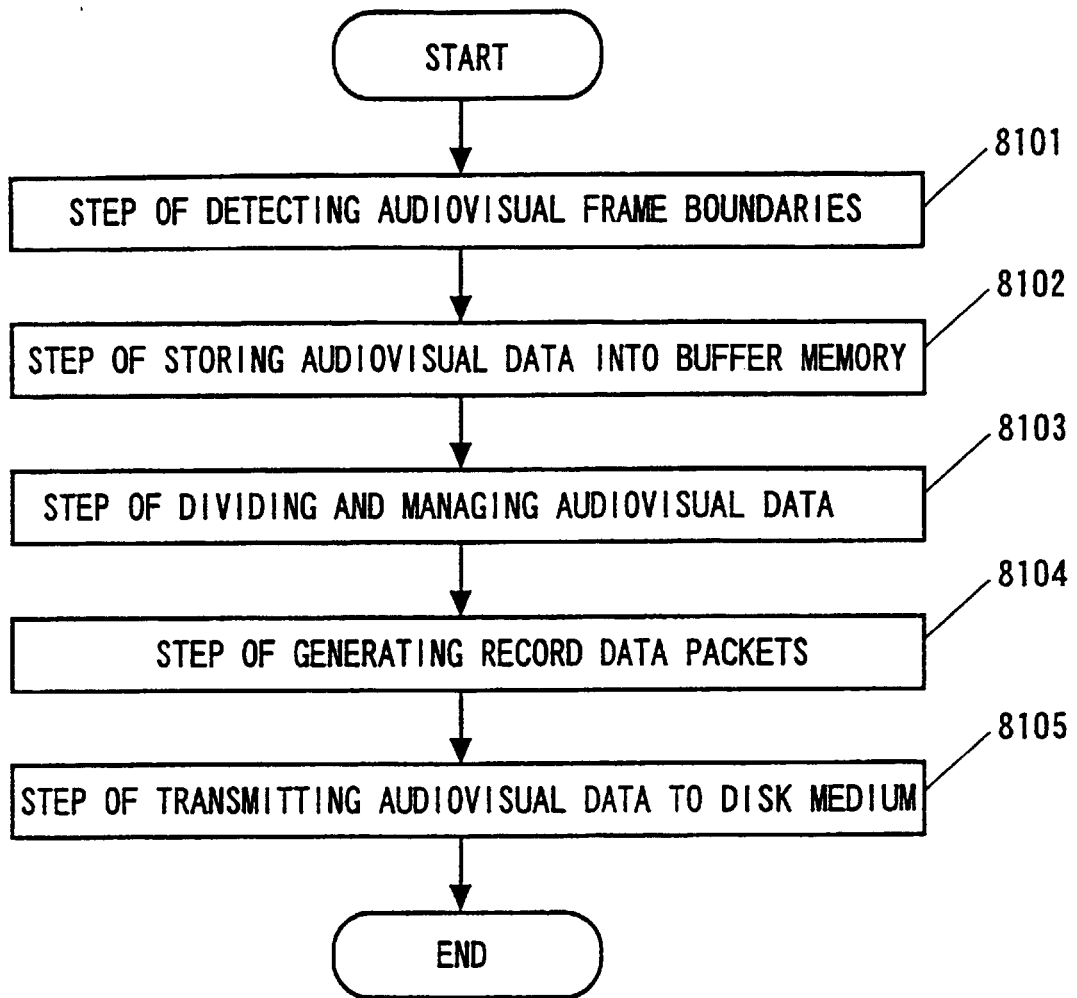 START
8101
STEP OF DETECTING AUDIOVISUAL FRAME BOUNDARIES
8102
STEP OF STORING AUDIOVISUAL DATA INTO BUFFER MEMORY
8103
STEP OF DIVIDING AND MANAGING AUDIOVISUAL DATA
8104
STEP OF GENERATING RECORD DATA PACKETS
8105
STEP OF TRANSMITTING AUDIOVISUAL DATA TO DISK MEDIUM
END